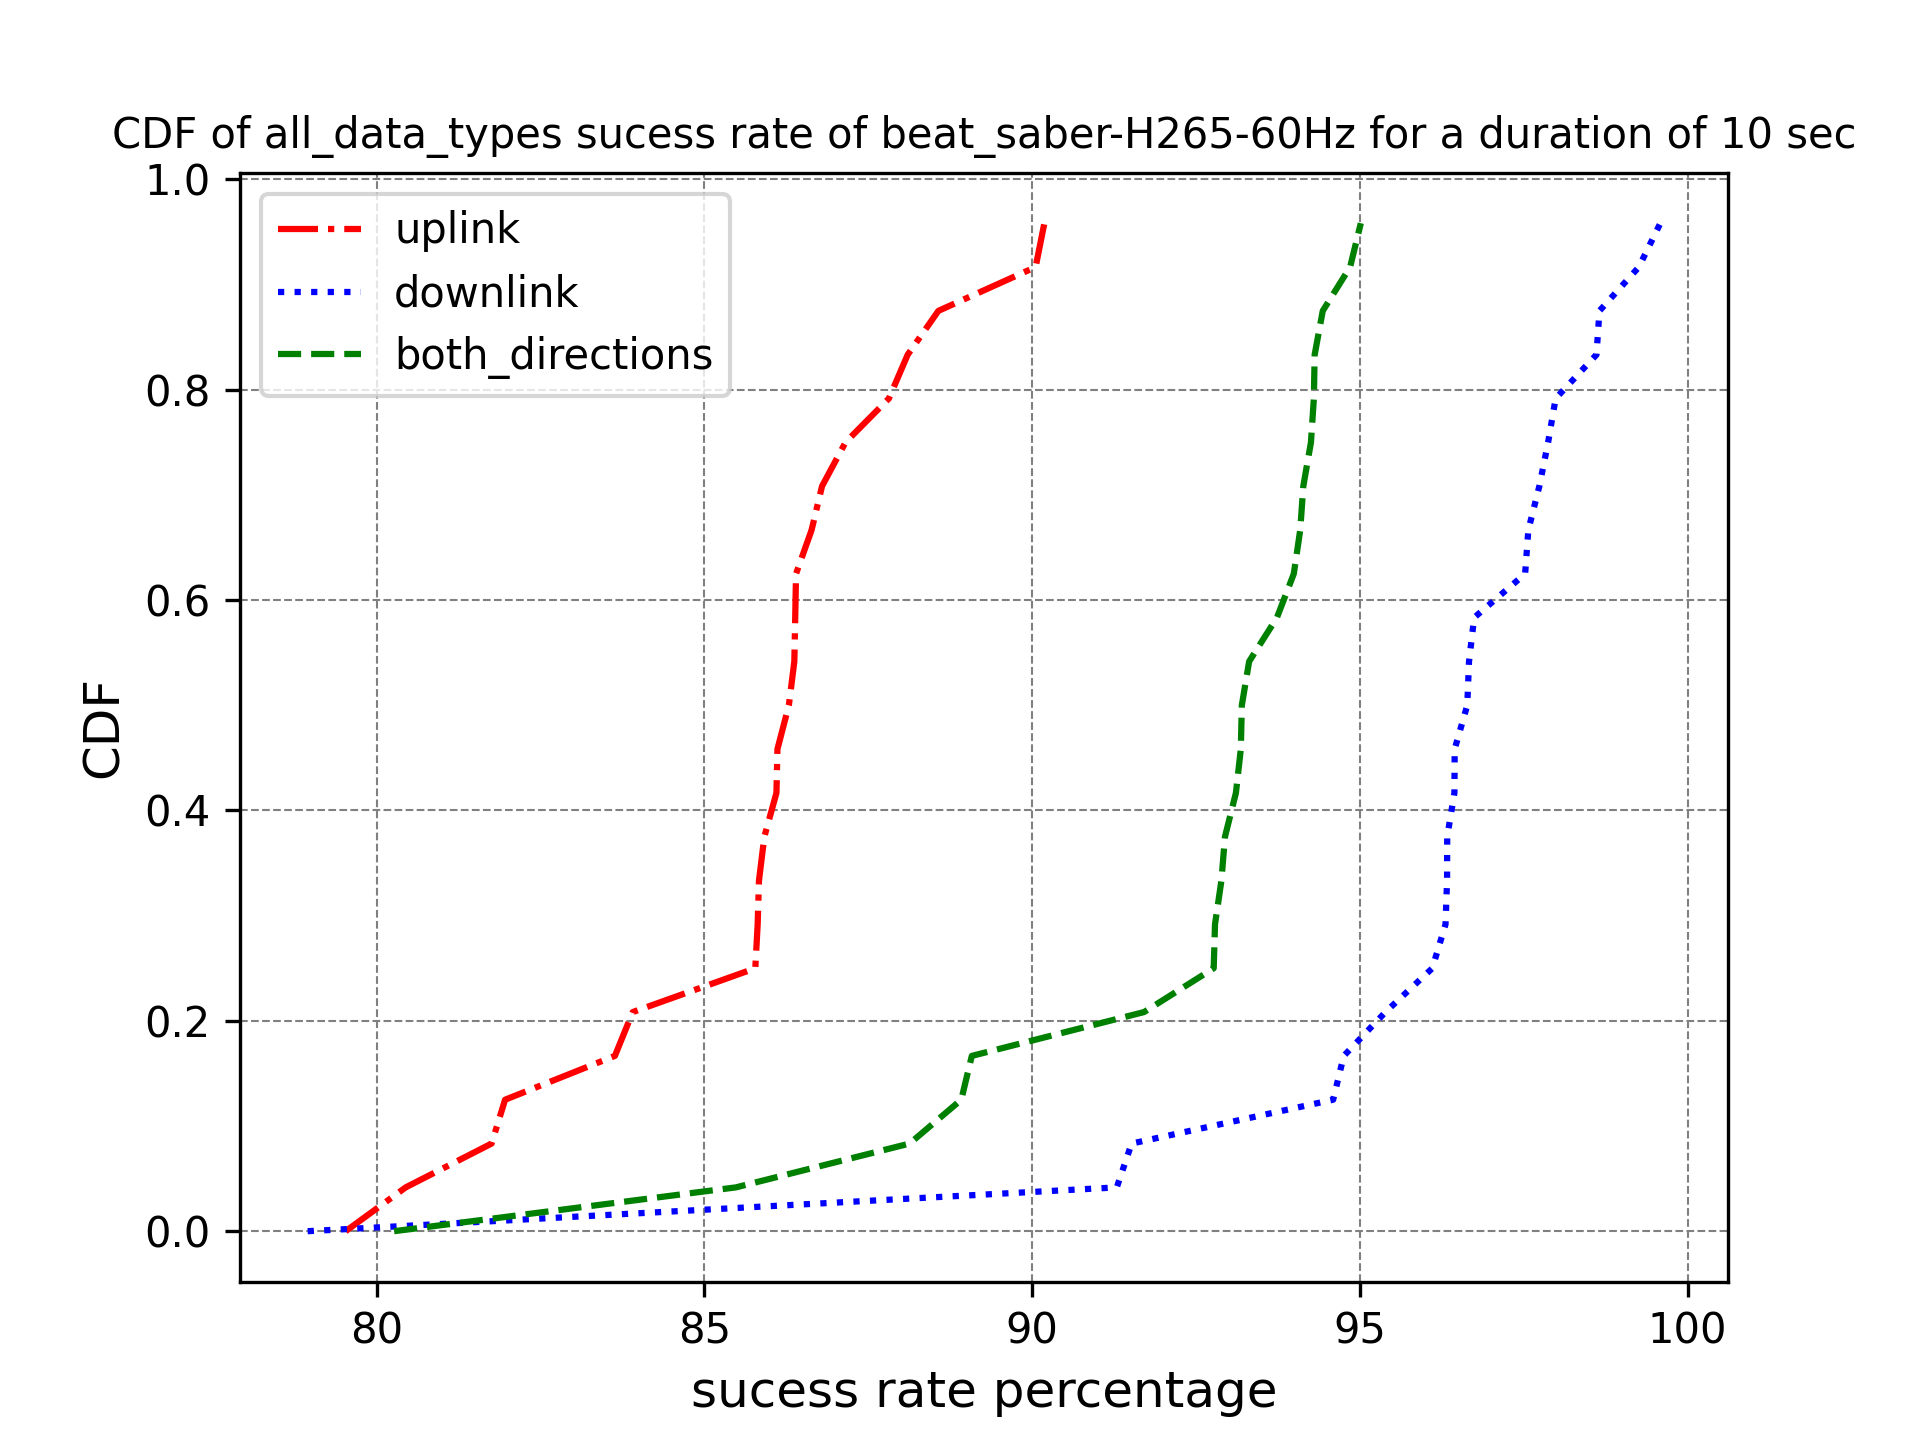 CDF of all_data_types sucess rate of beat_saber-H265-60Hz for a duration of 10 sec
1.0
0.8
0.6
0.4
0.2
0.0
CDF
uplink
downlink
both_directions
80 85 90 95 100
sucess rate percentage